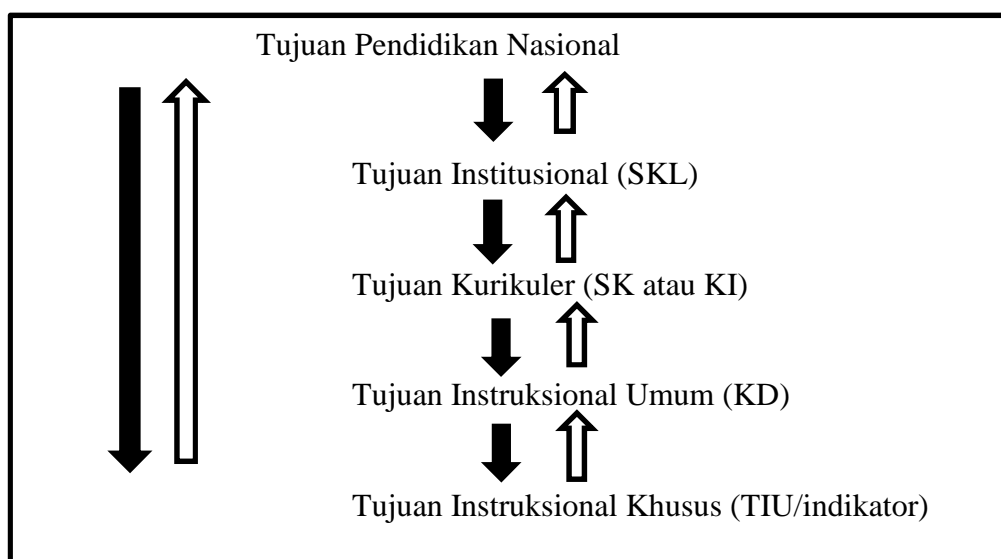 Tujuan Pendidikan Nasional
Tujuan Institusional (SKL)
Tujuan Kurikuler (SK atau KI)
Tujuan Instruksional Umum (KD)
Tujuan Instruksional Khusus (TIU/indikator)